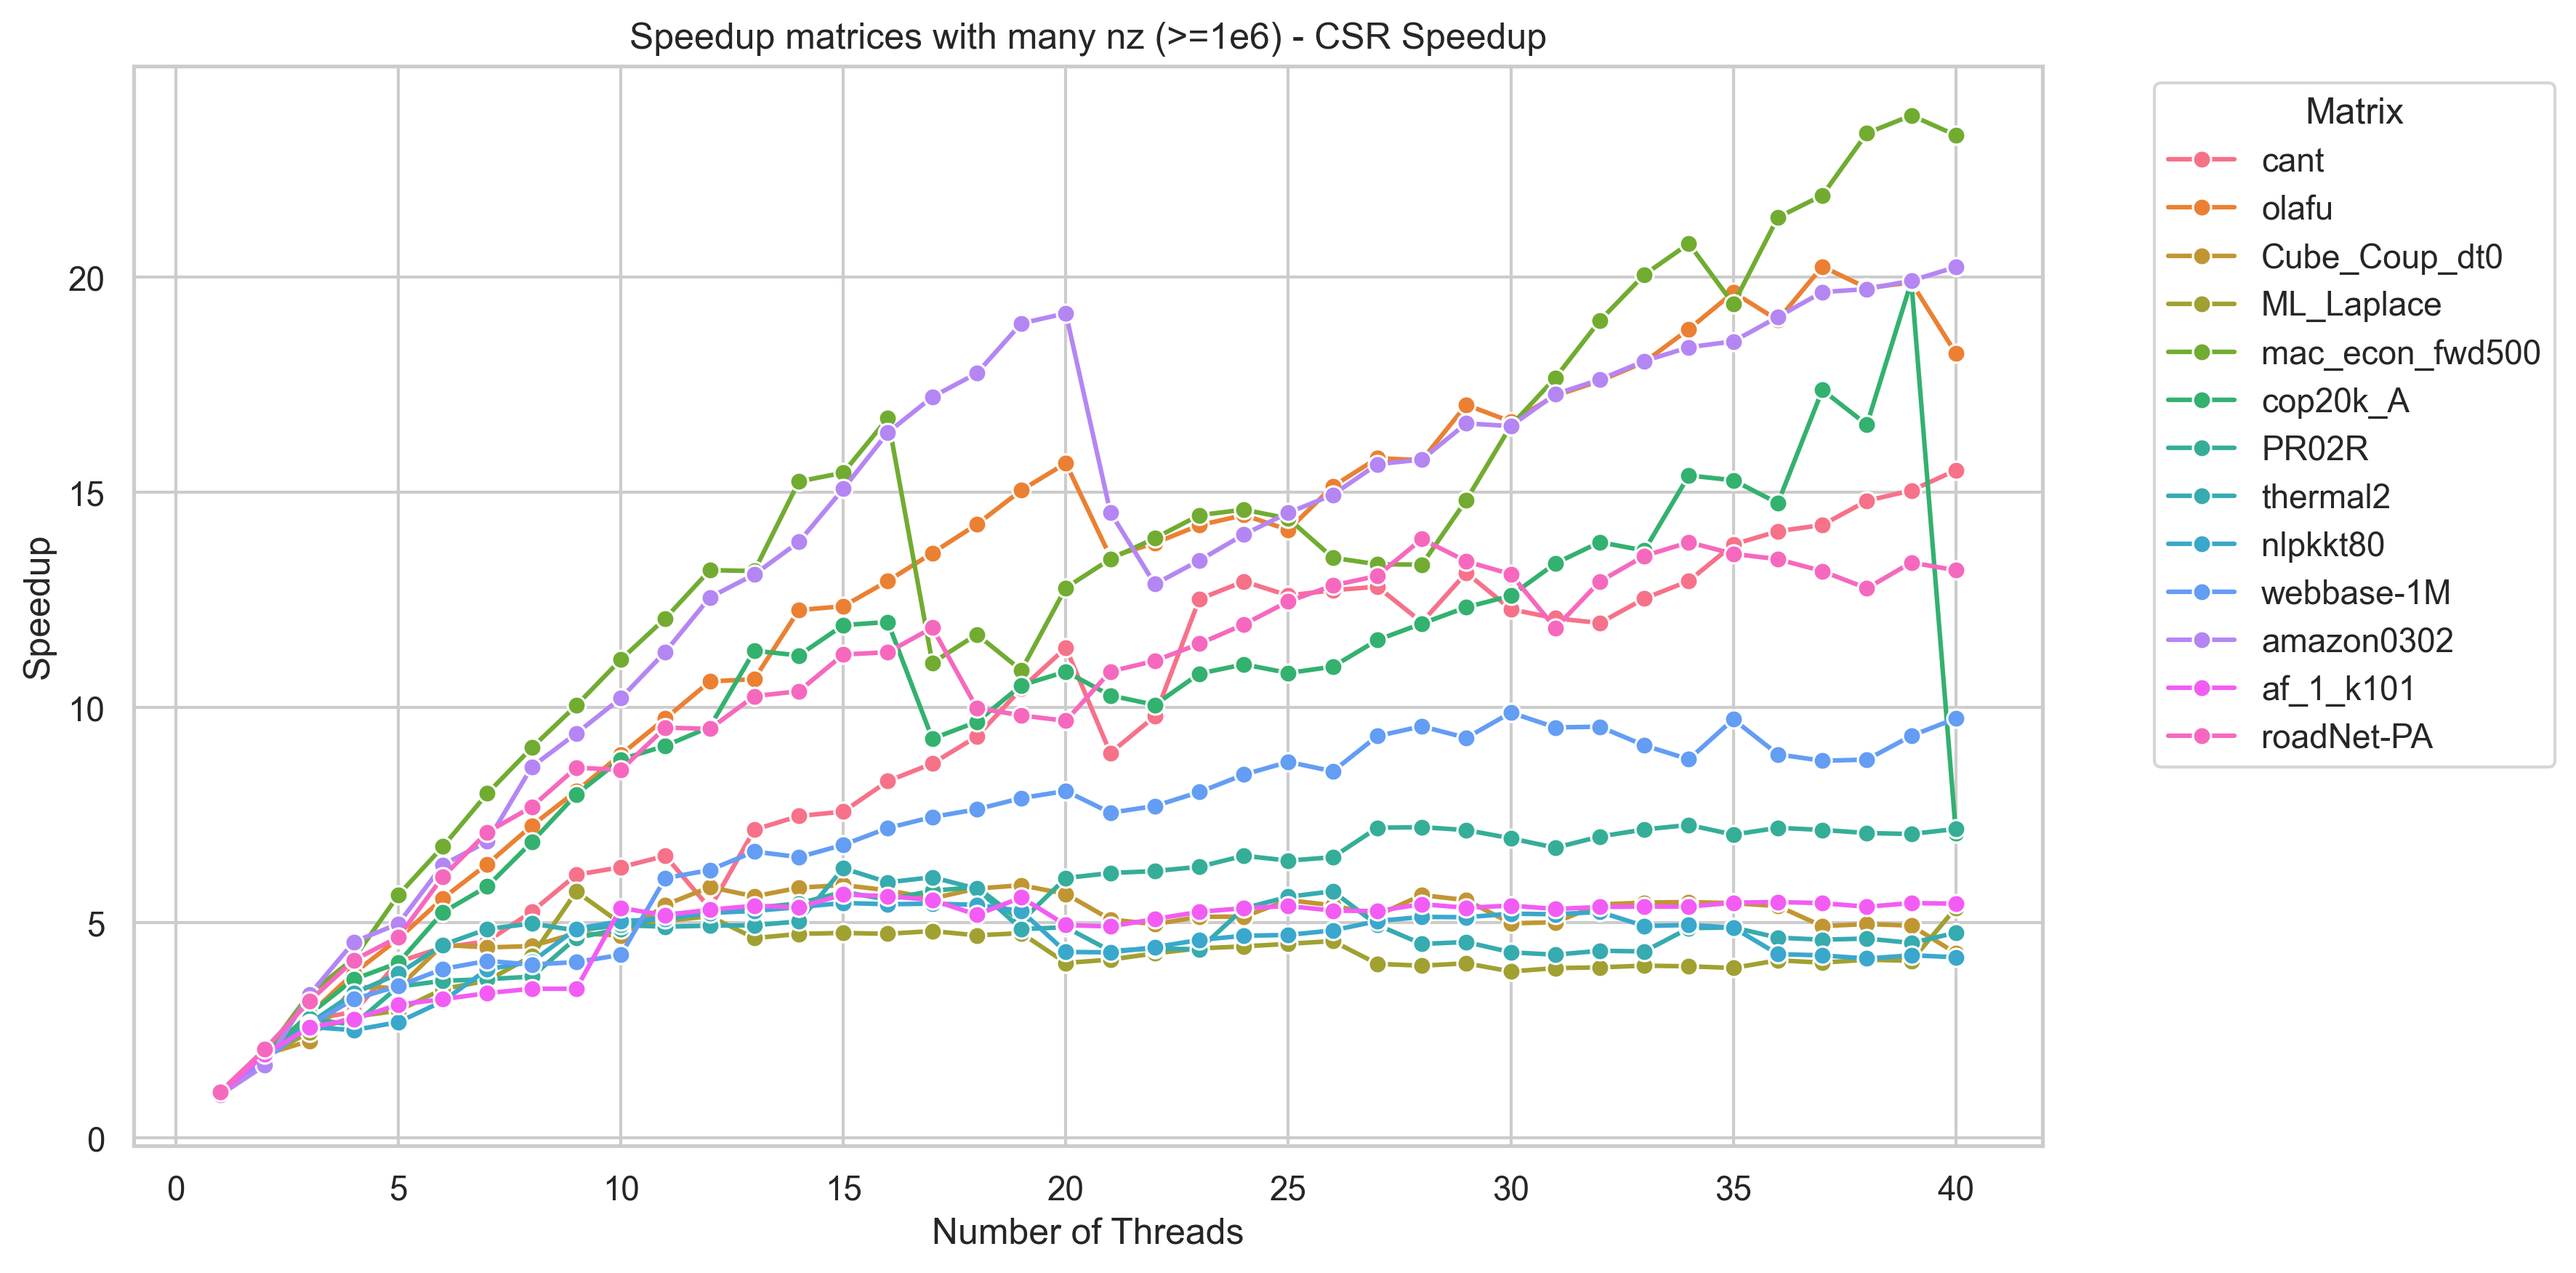 Speedup matrices with many nz (>=1e6) - CSR Speedup
Speedup
20
15
10
5
0
0 5 10 15 20 25 30 35 40
Number of Threads
Matrix
cant
olafu
Cube_Coup_dt0
ML_Laplace
mac_econ_fwd500
cop20k_A
PR02R
thermal2
nlpkkt80
webbase-1M
amazon0302
af_1_k101
roadNet-PA